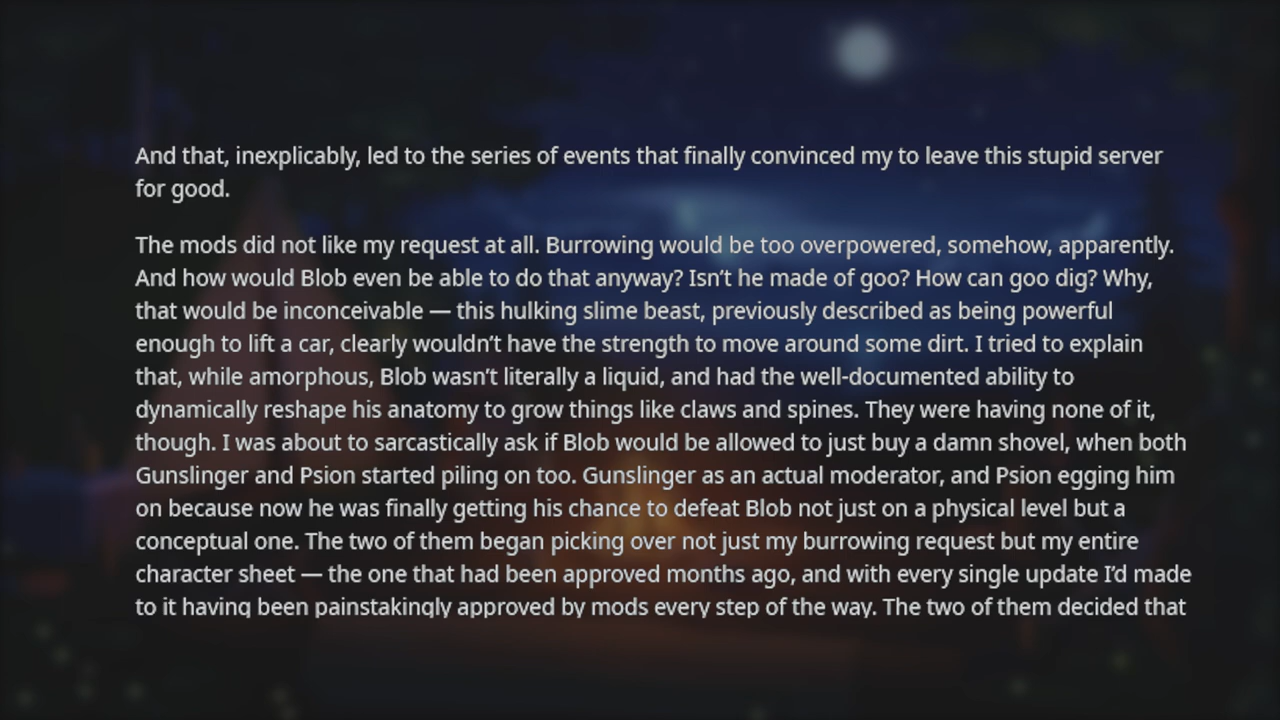 And that, inexplicably, led to the series of events that finally convinced my to leave this stupid server
for good.
The mods did not like my request at all. Burrowing would be too overpowered, somehow, apparently.
And how would Blob even be able to do that anyway? Isn’t he made of goo? How can goo dig? Why,
that would be inconceivable — this hulking slime beast, previously described as being powerful
enough to lift a car, clearly wouldn’t have the strength to move around some dirt. I tried to explain
that, while amorphous, Blob wasn’t literally a liquid, and had the well-documented ability to
dynamically reshape his anatomy to grow things like claws and spines. They were having none of it,
though. I was about to sarcastically ask if Blob would be allowed to just buy a damn shovel, when both
Gunslinger and Psion started piling on too. Gunslinger as an actual moderator, and Psion egging him
on because now he was finally getting his chance to defeat Blob not just on a physical level but a
conceptual one. The two of them began picking over not just my burrowing request but my entire
character sheet — the one that had been approved months ago, and with every single update I’d made
to it having been painstakingly approved by mods every step of the way. The two of them decided that